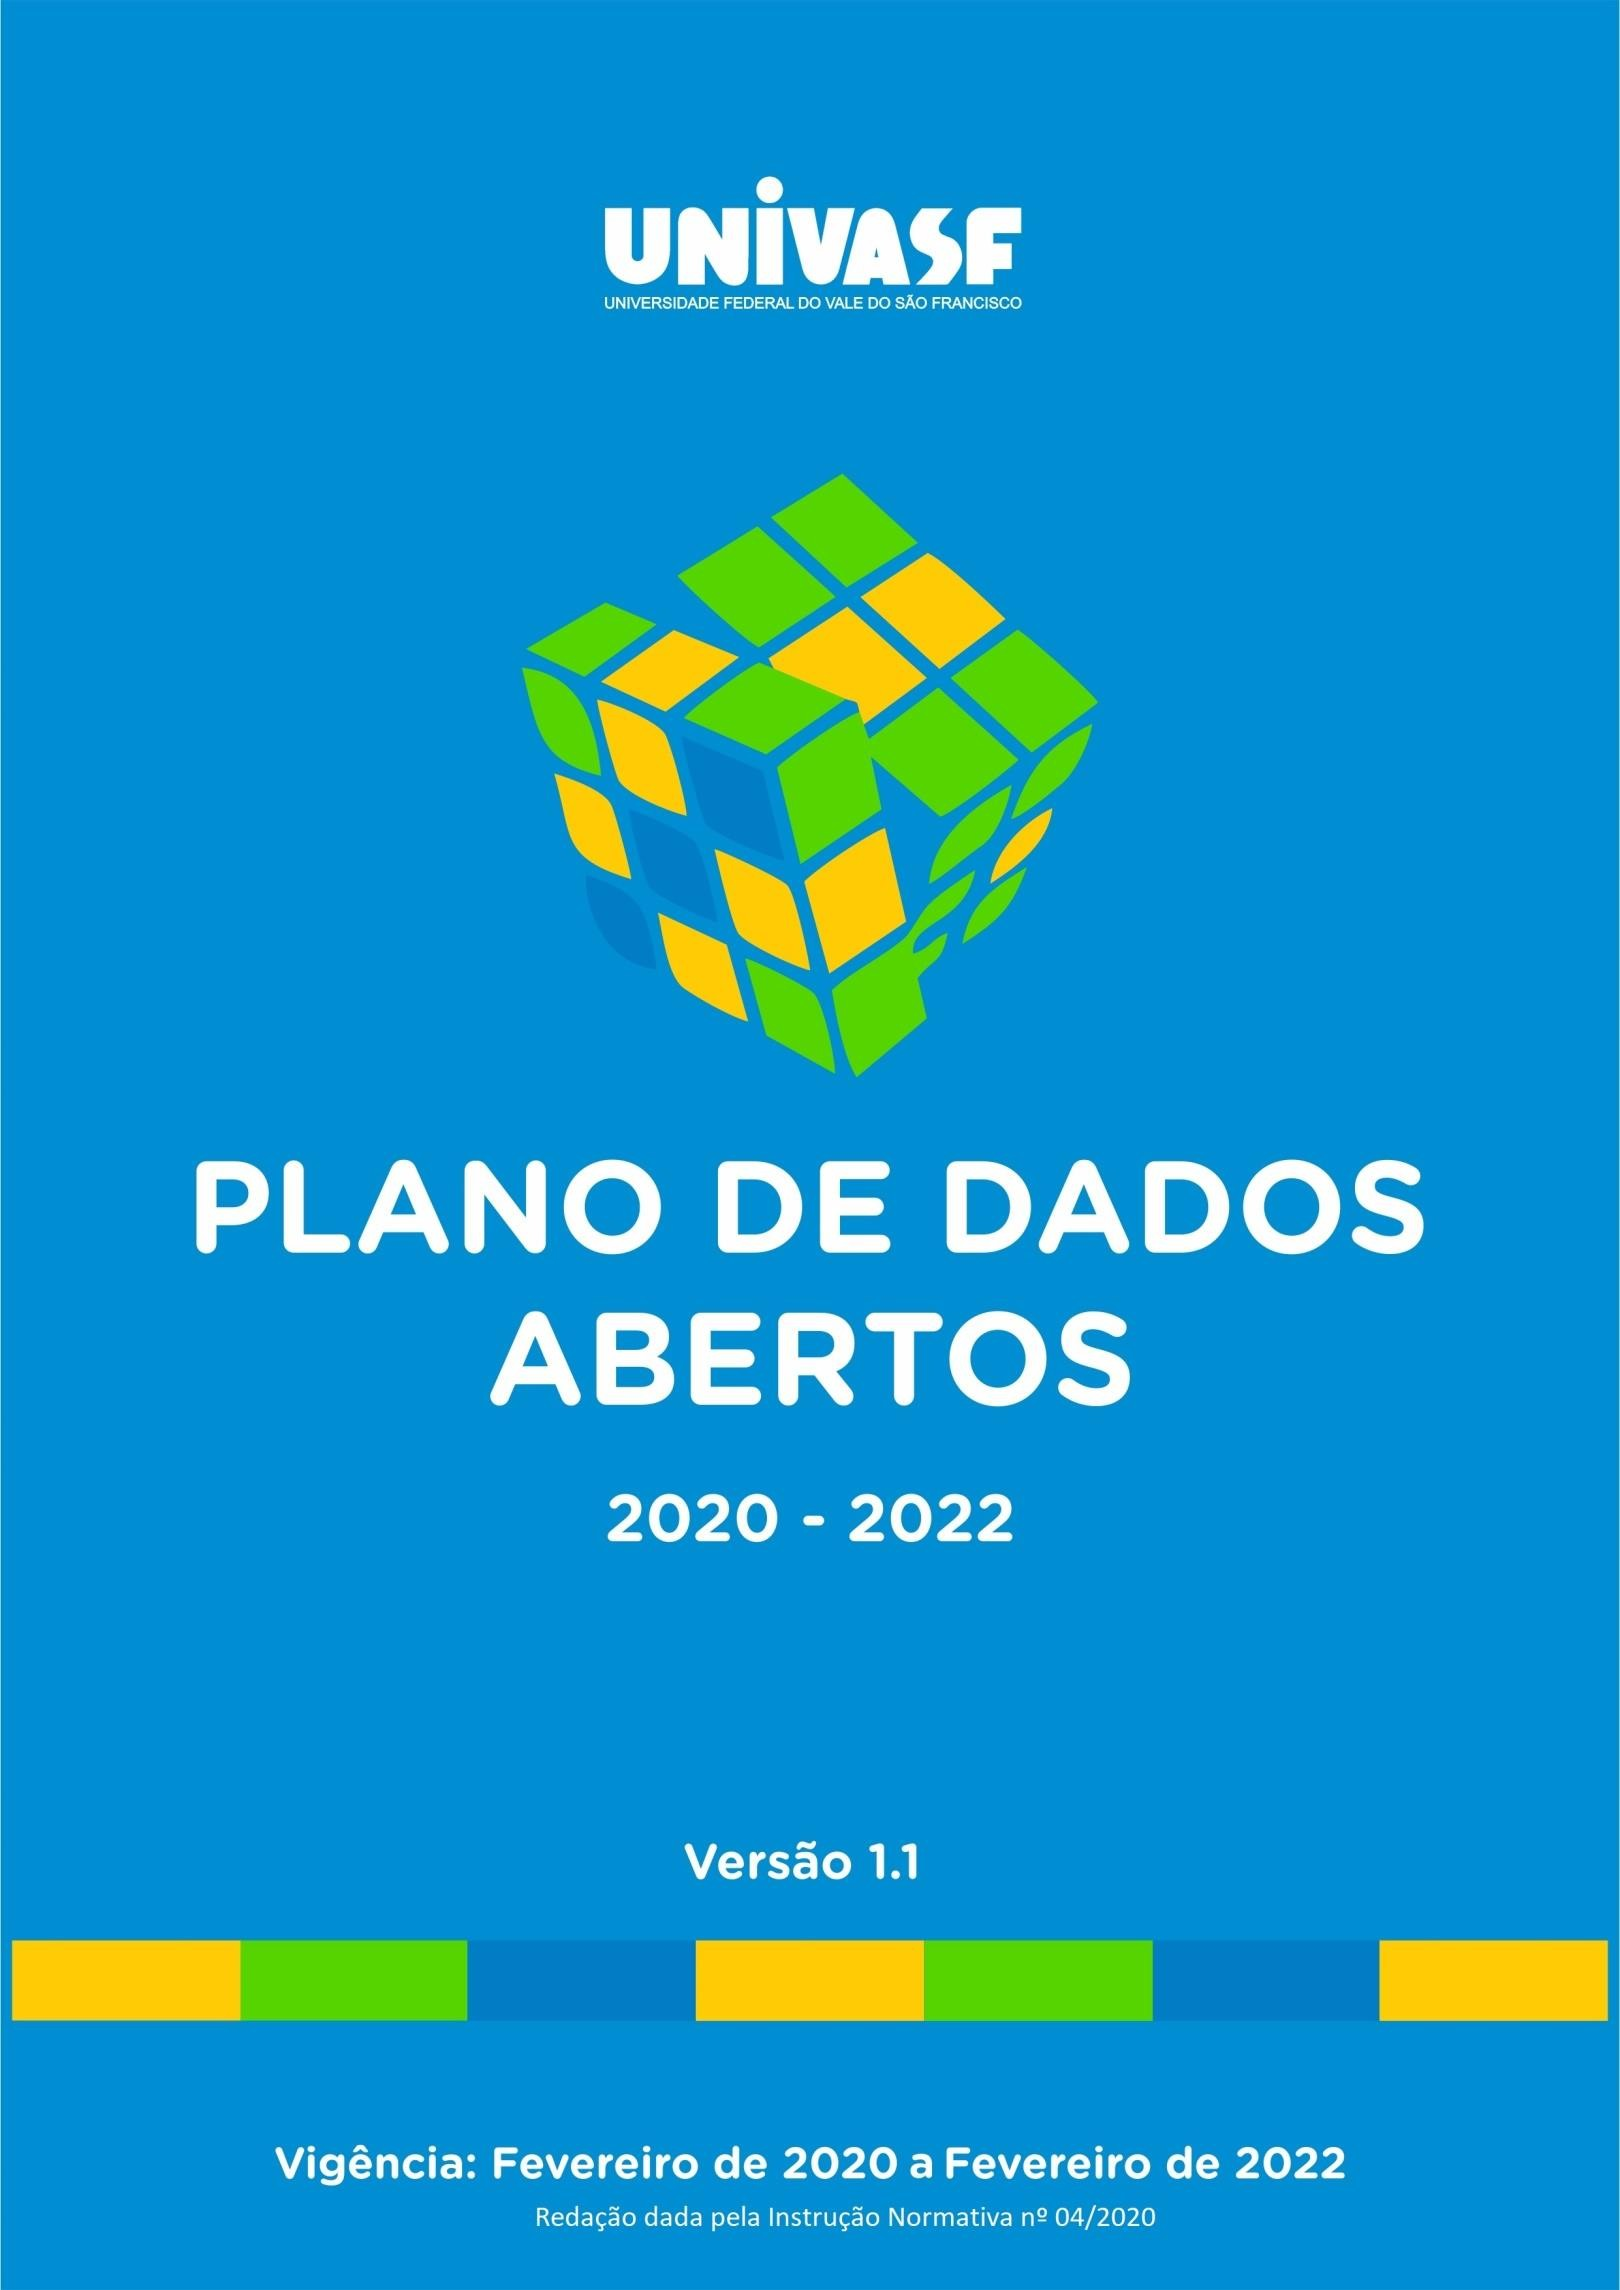 UNIVASF
UNIVERSIDADE FEDERAL DO VALE DO SÃO FRANCISCO
PLANO DE DADOS
ABERTOS
2020 - 2022
Versão 1.1
Vigência: Fevereiro de 2020 a Fevereiro de 2022
Redação dada pela Instrução Normativa nº 04/2020